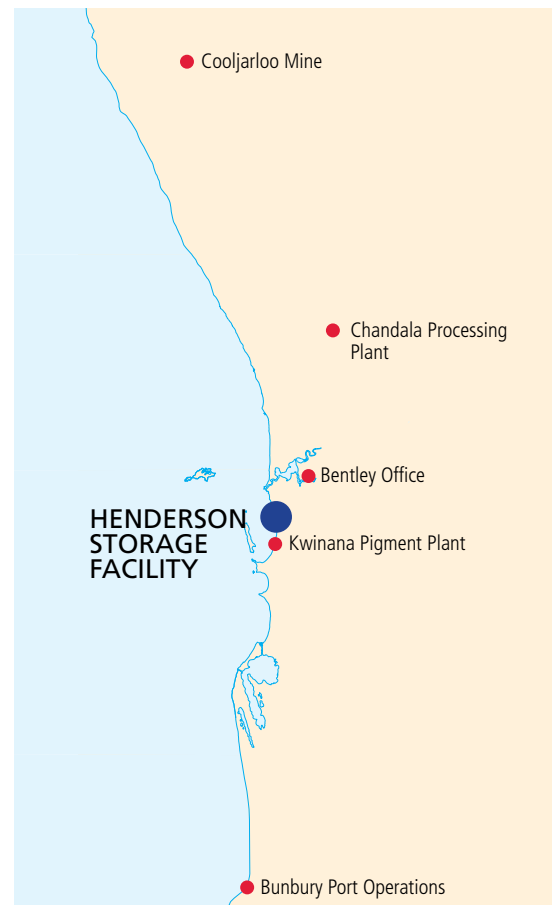 Cooljarloo Mine
Chandala Processing
Plant
Bentley Office
HENDERSON
STORAGE
FACILITY
Kwinana Pigment Plant
Bunbury Port Operations